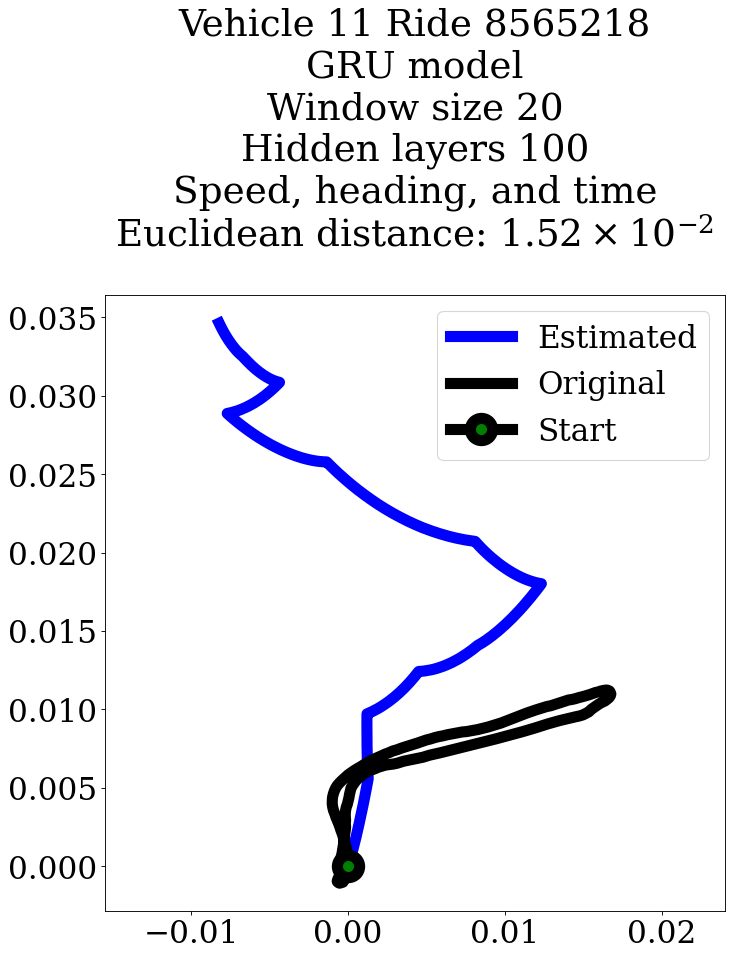 Vehicle 11 Ride 8565218
GRU model
Window size 20
Hidden layers 100
Speed, heading, and time
Euclidean distance: 1.52 × 10⁻²
Estimated
Original
Start
0.035
0.030
0.025
0.020
0.015
0.010
0.005
0.000
−0.01 0.00 0.01 0.02